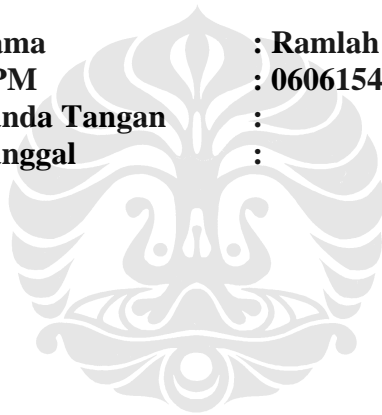 ama : Ramlah
PM : 0606154
nda Tangan :
nggal :